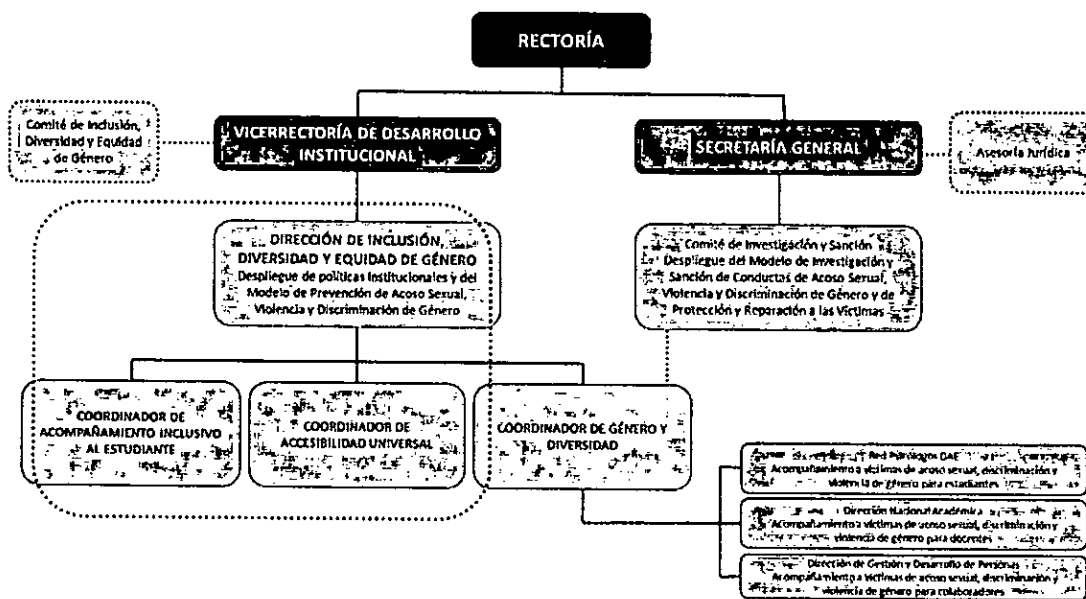 RECTORÍA
Comité de Inclusión,
Diversidad y Equidad
de Género
VICERRECTORÍA DE DESARROLLO
INSTITUCIONAL
SECRETARÍA GENERAL
Asesoría Jurídica
DIRECCIÓN DE INCLUSIÓN,
DIVERSIDAD Y EQUIDAD DE GÉNERO
Despliegue de políticas Institucionales y del
Modelo de Prevención de Acoso Sexual,
Violencia y Discriminación de Género
Comité de Investigación y Sanción
Despliegue del Modelo de Investigación y
Sanción de Conductas de Acoso Sexual,
Violencia y Discriminación de Género y de
Protección y Reparación a las Víctimas
COORDINADOR DE
ACOMPAÑAMIENTO INCLUSIVO
AL ESTUDIANTE
COORDINADOR DE
ACCESIBILIDAD UNIVERSAL
COORDINADOR DE GÉNERO Y
DIVERSIDAD
Red Psicólogos DAE
Acompañamiento a víctimas de acoso sexual, discriminación y
violencia de género para estudiantes
Dirección Nacional Académica
Acompañamiento a víctimas de acoso sexual, discriminación y
violencia de género para docentes
Dirección de Gestión y Desarrollo de Personas
Acompañamiento a víctimas de acoso sexual, discriminación y
violencia de género para colaboradores